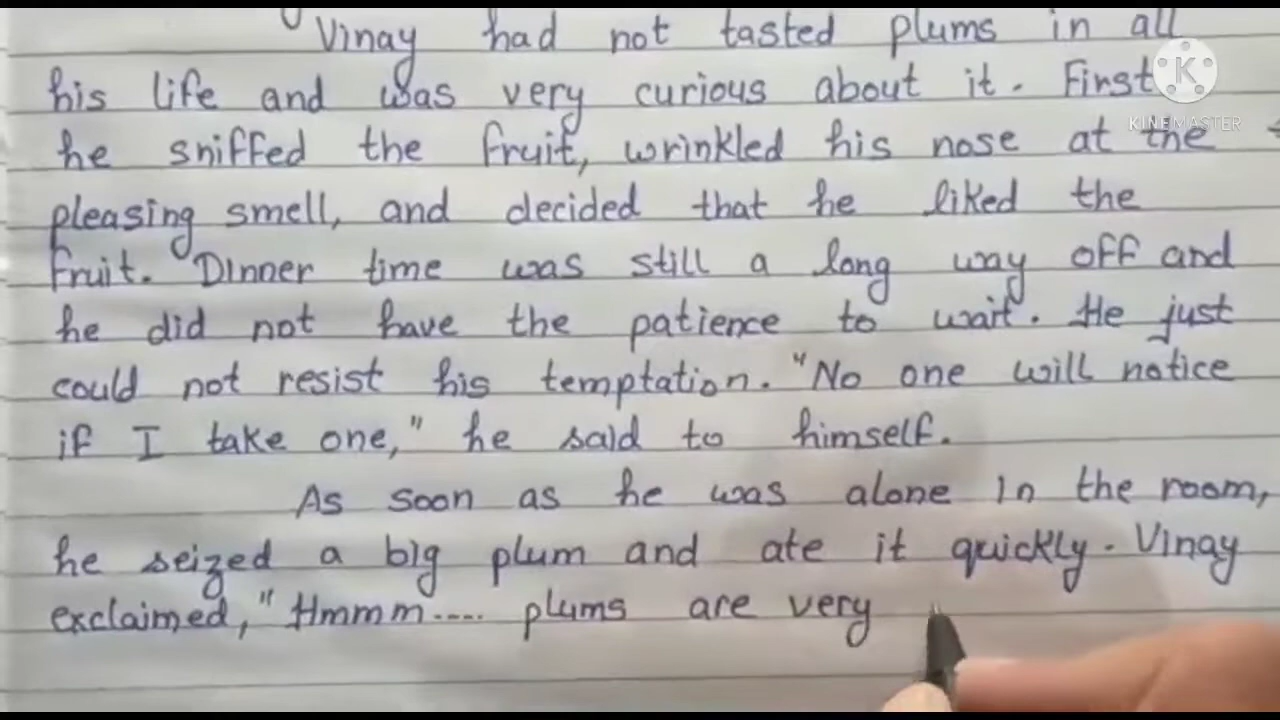 Vinay had not tasted plums in all
his life and was very curious about it. First
he sniffed the fruit, wrinkled his nose at the
pleasing smell, and decided that he liked the
fruit. Dinner time was still a long way off and
he did not have the patience to wait. He just
could not resist his temptation. "No one will notice
if I take one," he said to himself.
As soon as he was alone in the room,
he seized a big plum and ate it quickly. Vinay
exclaimed, "Hmmm..... plums are very
K
KINEMASTER